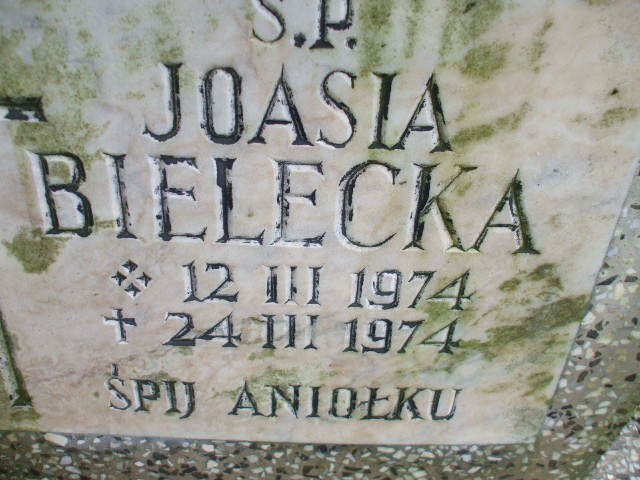 Ś.P.
JOASIA
BIELECKA
12 III 1974
24 III 1974
ŚPIJ ANIOŁKU